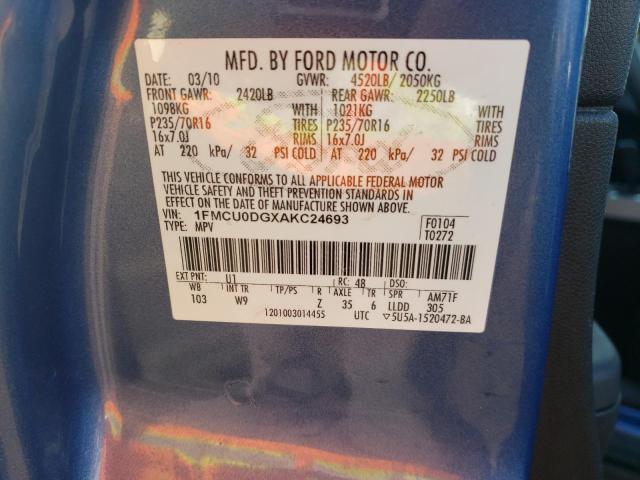 MFD. BY FORD MOTOR CO.
DATE: 03/10 GVWR: 4520LB/ 2050KG
FRONT GAWR: 2420LB REAR GAWR: 2250LB
1098KG WITH 1021KG WITH
P235/70R16 TIRES P235/70R16 TIRES
16x7.0J RIMS 16x7.0J RIMS
AT 220 kPa/ 32 PSI COLD AT 220 kPa/ 32 PSI COLD
THIS VEHICLE CONFORMS TO ALL APPLICABLE FEDERAL MOTOR
VEHICLE SAFETY AND THEFT PREVENTION STANDARDS IN
EFFECT ON THE DATE OF MANUFACTURE SHOWN ABOVE.
VIN: 1FMCU0DGXAKC24693 F0104
TYPE: MPV T0272
EXT PNT: U1 RC: 48 DSO:
WB INT TR TP/PS R AXLE TR SPR AM71F
103 W9 Z 35 6 LLDD 305
1201003014455 UTC ▽5U5A-1520472-BA